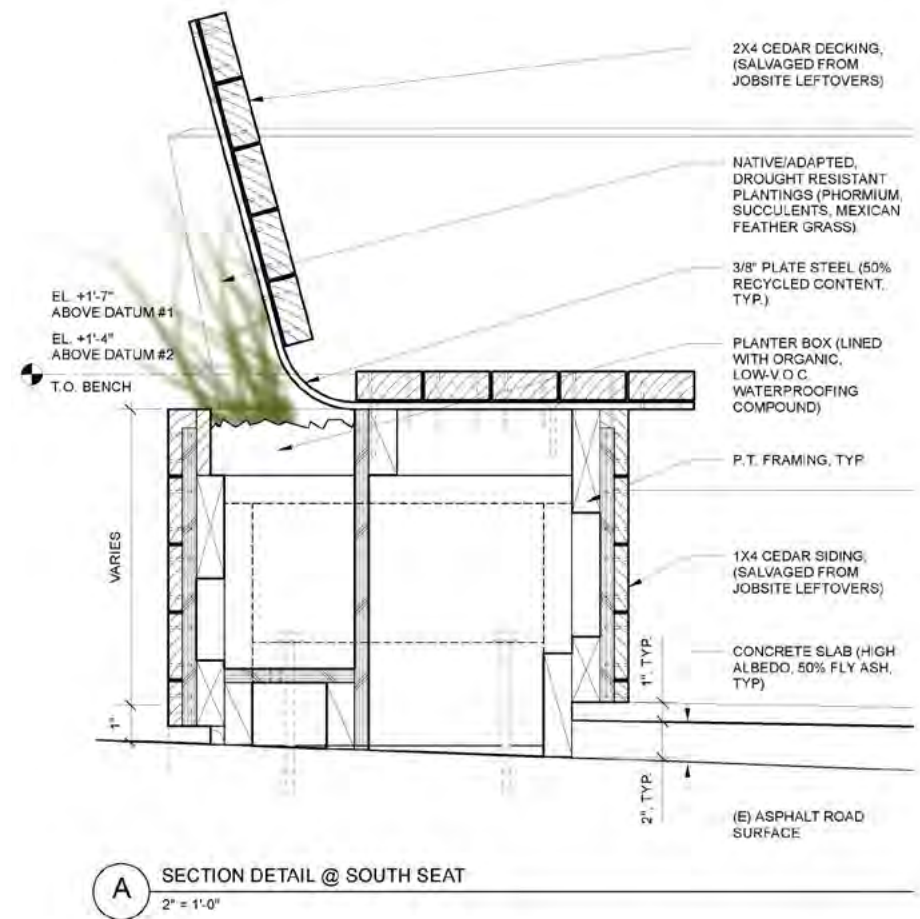 2X4 CEDAR DECKING,
(SALVAGED FROM
JOBSITE LEFTOVERS)
NATIVE/ADAPTED,
DROUGHT RESISTANT
PLANTINGS (PHORMIUM,
SUCCULENTS, MEXICAN
FEATHER GRASS)
3/8" PLATE STEEL (50%
RECYCLED CONTENT,
TYP.)
EL. +1'-7"
ABOVE DATUM #1
EL. +1'-4"
ABOVE DATUM #2
T.O. BENCH
PLANTER BOX (LINED
WITH ORGANIC,
LOW-V.O.C.
WATERPROOFING
COMPOUND)
P.T. FRAMING, TYP
VARIES
1X4 CEDAR SIDING,
(SALVAGED FROM
JOBSITE LEFTOVERS)
1", TYP.
CONCRETE SLAB (HIGH
ALBEDO, 50% FLY ASH,
TYP)
1"
2", TYP.
(E) ASPHALT ROAD
SURFACE
A
SECTION DETAIL @ SOUTH SEAT
2" = 1'-0"